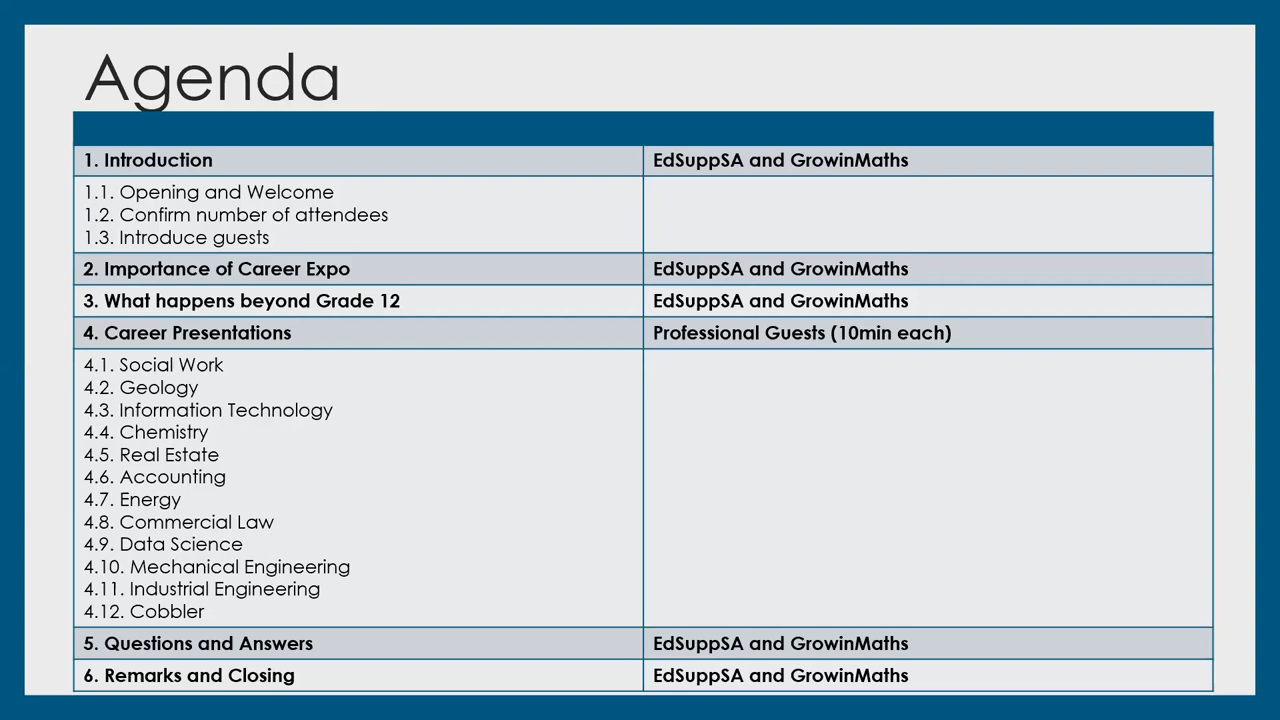 Agenda
1. Introduction EdSuppSA and GrowinMaths
1.1. Opening and Welcome
1.2. Confirm number of attendees
1.3. Introduce guests
2. Importance of Career Expo EdSuppSA and GrowinMaths
3. What happens beyond Grade 12 EdSuppSA and GrowinMaths
4. Career Presentations Professional Guests (10min each)
4.1. Social Work
4.2. Geology
4.3. Information Technology
4.4. Chemistry
4.5. Real Estate
4.6. Accounting
4.7. Energy
4.8. Commercial Law
4.9. Data Science
4.10. Mechanical Engineering
4.11. Industrial Engineering
4.12. Cobbler
5. Questions and Answers EdSuppSA and GrowinMaths
6. Remarks and Closing EdSuppSA and GrowinMaths